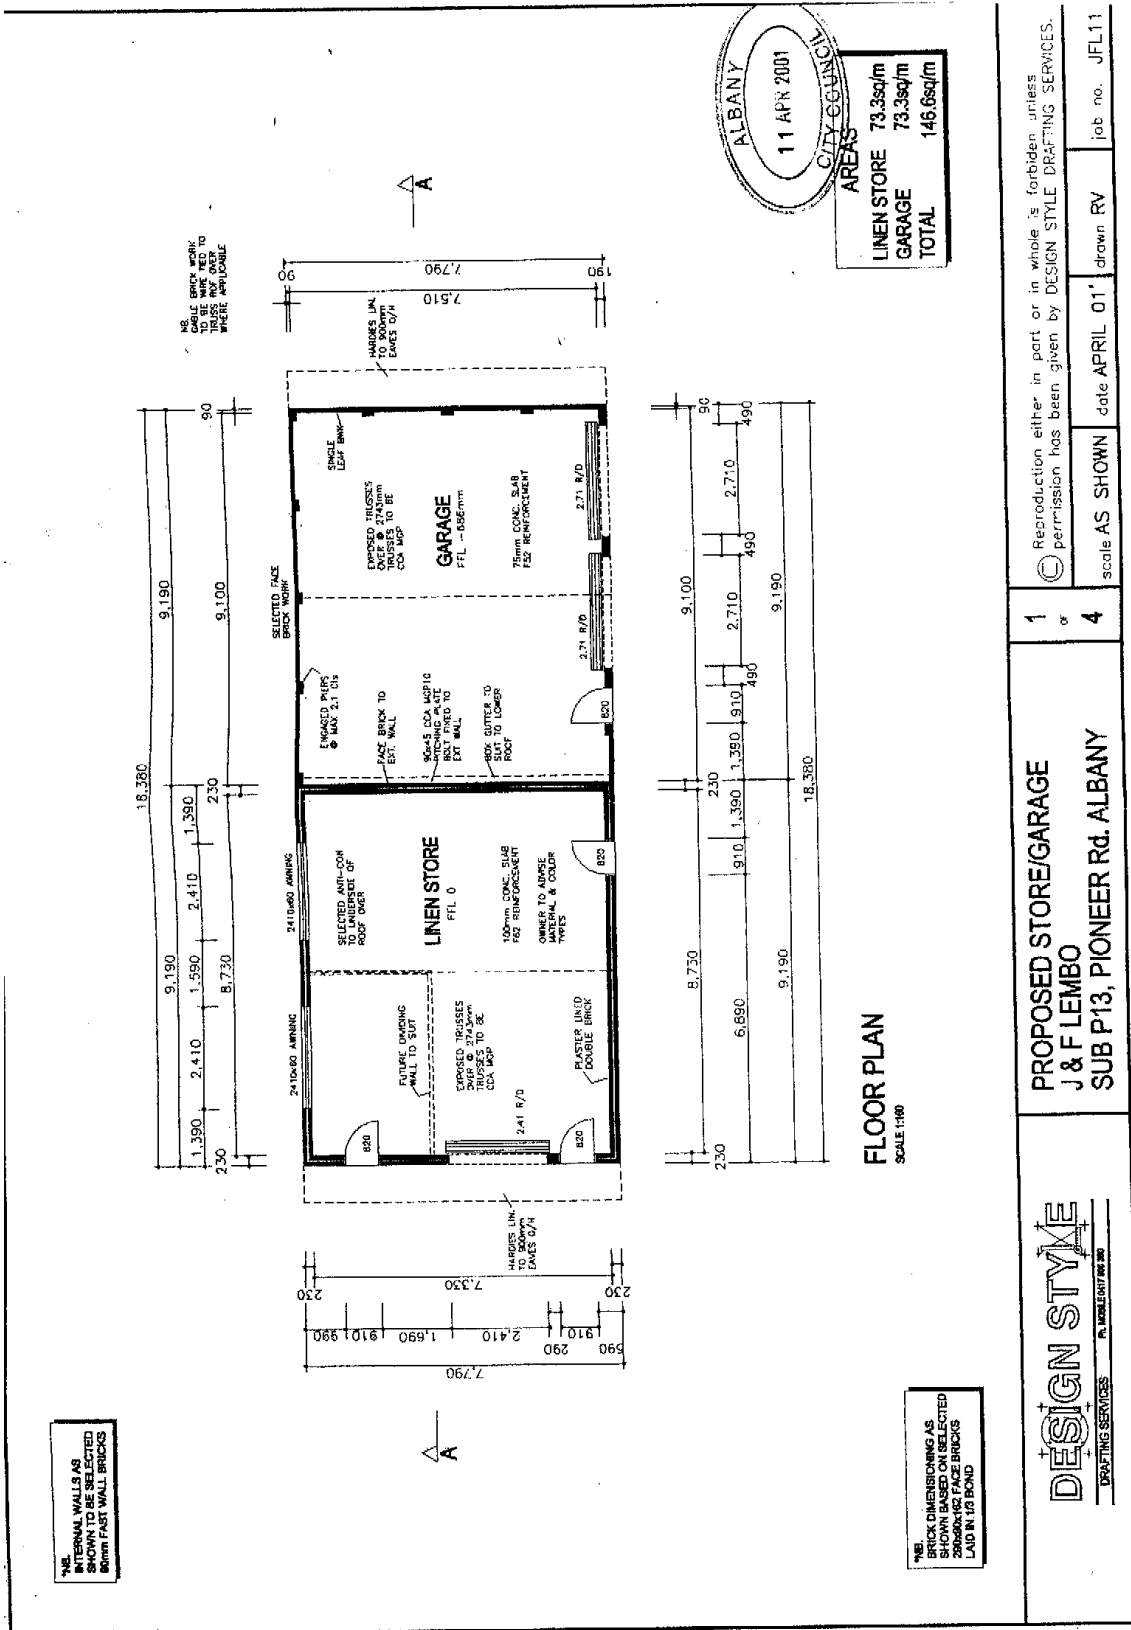 *NB.
INTERNAL WALLS AS
SHOWN TO BE SELECTED
90mm FAST WALL BRICKS
NB.
GABLE BRICK WORK
TO BE WIRE TIED TO
TRUSS ROF OVER
WHERE APPLICABLE
18,380
9,190
9,190
1,390
2,410
1,590
2,410
1,390
230
8,730
230
9,100
90
2410x60 AWNING
2410x60 AWNING
SELECTED FACE
BRICK WORK
A
230
990
910
1,690
2,410
290
910
590
230
7,330
7,790
HARDIES LIN.
TO 900mm
EAVES O/H
820
2.41 R/D
820
FUTURE DIVIDING
WALL TO SUIT
EXPOSED TRUSSES
OVER @ 2743mm
TRUSSES TO BE
CCA MGP
PLASTER LINED
DOUBLE BRICK
SELECTED ANTI-CON
TO UNDERSIDE OF
ROOF OVER
LINEN STORE
FFL 0
100mm CONC. SLAB
F62 REINFORCEMENT
OWNER TO ADVISE
MATERIAL & COLOR
TYPES
820
ENGAGED PIERS
@ MAX 2.1 Cts
FACE BRICK TO
EXT. WALL
90x45 CCA MGP10
PITCHING PLATE
BOLT FIXED TO
EXT WALL
BOX GUTTER TO
SUIT TO LOWER
ROOF
820
SINGLE
LEAF BWK
EXPOSED TRUSSES
OVER @ 2743mm
TRUSSES TO BE
CCA MGP
GARAGE
FFL -686mm
75mm CONC. SLAB
F52 REINFORCEMENT
2.71 R/D
2.71 R/D
HARDIES LIN.
TO 900mm
EAVES O/H
90
7,510
7,790
190
A
230
8,730
230
9,100
90
6,890
910
1,390
1,390
910
490
2,710
490
2,710
490
9,190
9,190
18,380
FLOOR PLAN
SCALE 1:100
ALBANY
11 APR 2001
CITY COUNCIL
AREAS
LINEN STORE 73.3sq/m
GARAGE 73.3sq/m
TOTAL 146.6sq/m
*NB.
BRICK DIMENSIONING AS
SHOWN BASED ON SELECTED
290x90x162 FACE BRICKS
LAID IN 1/3 BOND
DESIGN STYLE
DRAFTING SERVICES
PROPOSED STORE/GARAGE
J & F LEMBO
SUB P13, PIONEER Rd. ALBANY
1
OF
4
© Reproduction either in part or in whole is forbiden unless
permission has been given by DESIGN STYLE DRAFTING SERVICES.
scale AS SHOWN
date APRIL 01'
drawn RV
job no. JFL11